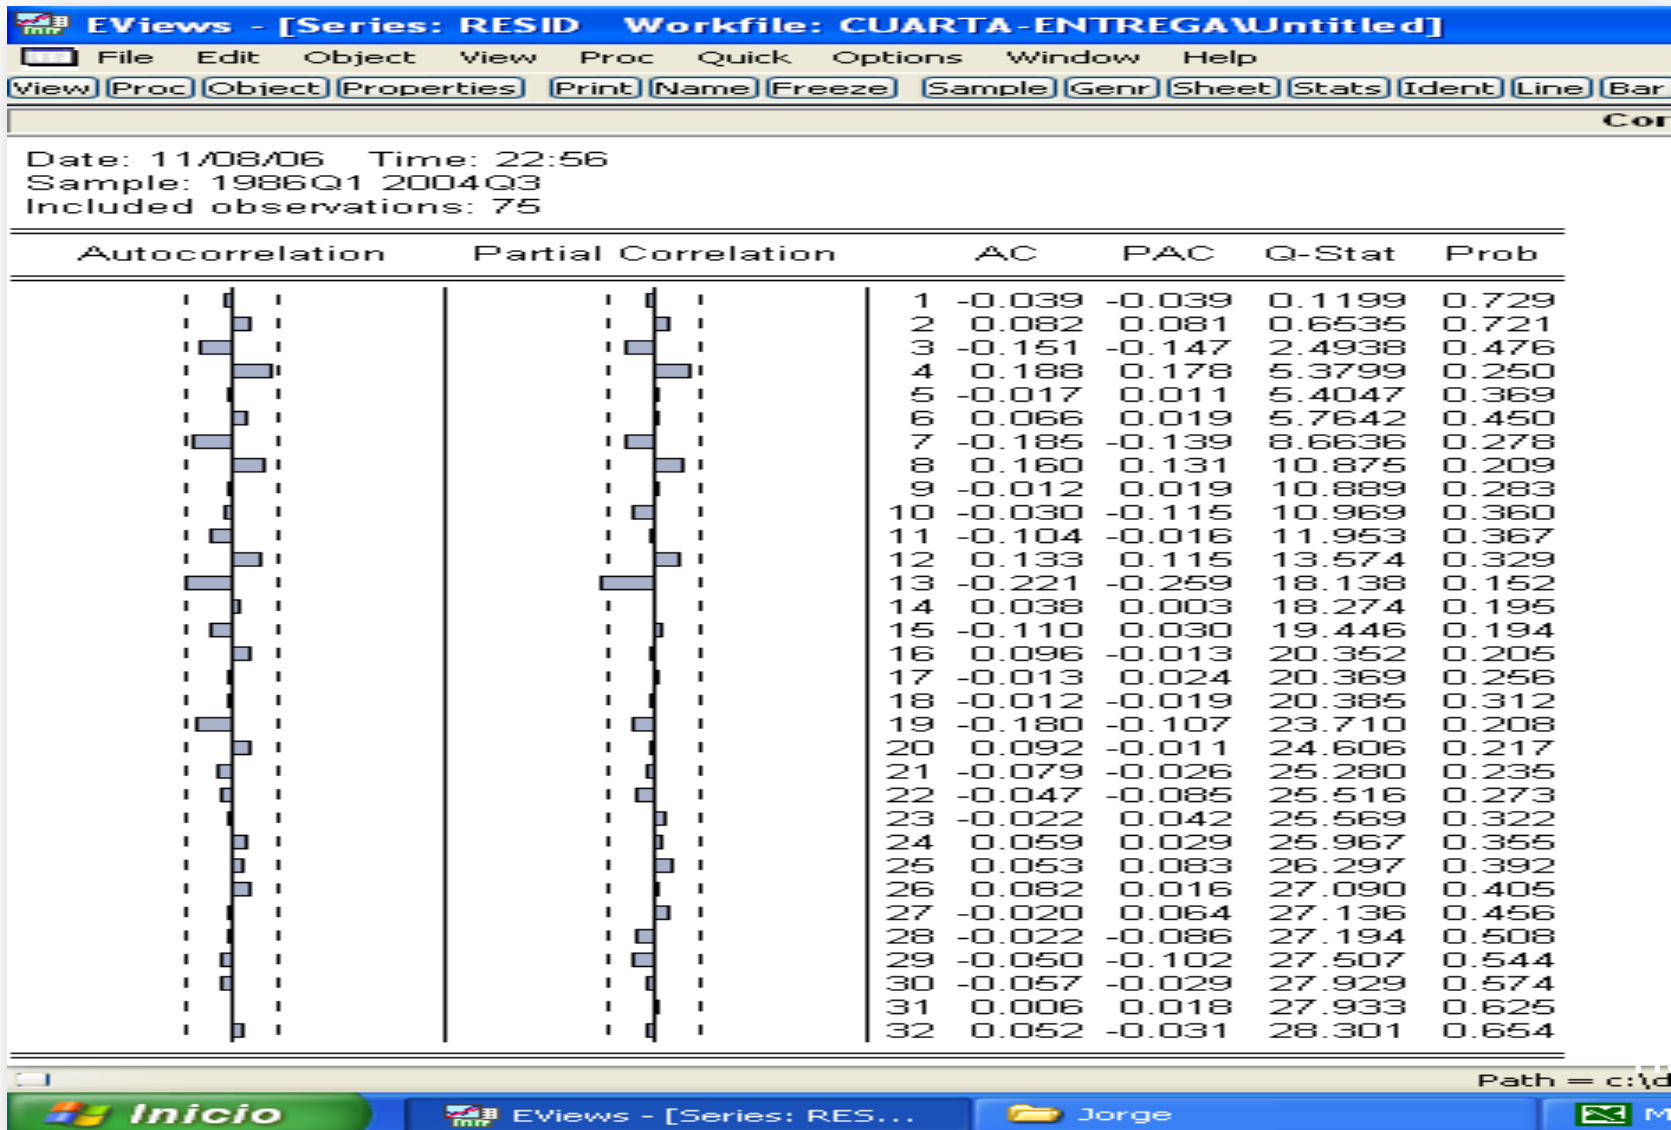 EViews - [Series: RESID Workfile: CUARTA-ENTREGA\Untitled]
File Edit Object View Proc Quick Options Window Help
View Proc Object Properties Print Name Freeze Sample Genr Sheet Stats Ident Line Bar
Cor
Date: 11/08/06 Time: 22:56
Sample: 1986Q1 2004Q3
Included observations: 75
Autocorrelation Partial Correlation AC PAC Q-Stat Prob
1 -0.039 -0.039 0.1199 0.729
2 0.082 0.081 0.6535 0.721
3 -0.151 -0.147 2.4938 0.476
4 0.188 0.178 5.3799 0.250
5 -0.017 0.011 5.4047 0.369
6 0.066 0.019 5.7642 0.450
7 -0.185 -0.139 8.6636 0.278
8 0.160 0.131 10.875 0.209
9 -0.012 0.019 10.889 0.283
10 -0.030 -0.115 10.969 0.360
11 -0.104 -0.016 11.953 0.367
12 0.133 0.115 13.574 0.329
13 -0.221 -0.259 18.138 0.152
14 0.038 0.003 18.274 0.195
15 -0.110 0.030 19.446 0.194
16 0.096 -0.013 20.352 0.205
17 -0.013 0.024 20.369 0.256
18 -0.012 -0.019 20.385 0.312
19 -0.180 -0.107 23.710 0.208
20 0.092 -0.011 24.606 0.217
21 -0.079 -0.026 25.280 0.235
22 -0.047 -0.085 25.516 0.273
23 -0.022 0.042 25.569 0.322
24 0.059 0.029 25.967 0.355
25 0.053 0.083 26.297 0.392
26 0.082 0.016 27.090 0.405
27 -0.020 0.064 27.136 0.456
28 -0.022 -0.086 27.194 0.508
29 -0.050 -0.102 27.507 0.544
30 -0.057 -0.029 27.929 0.574
31 0.006 0.018 27.933 0.625
32 0.052 -0.031 28.301 0.654
Path = c:\d
Inicio EViews - [Series: RES... Jorge M